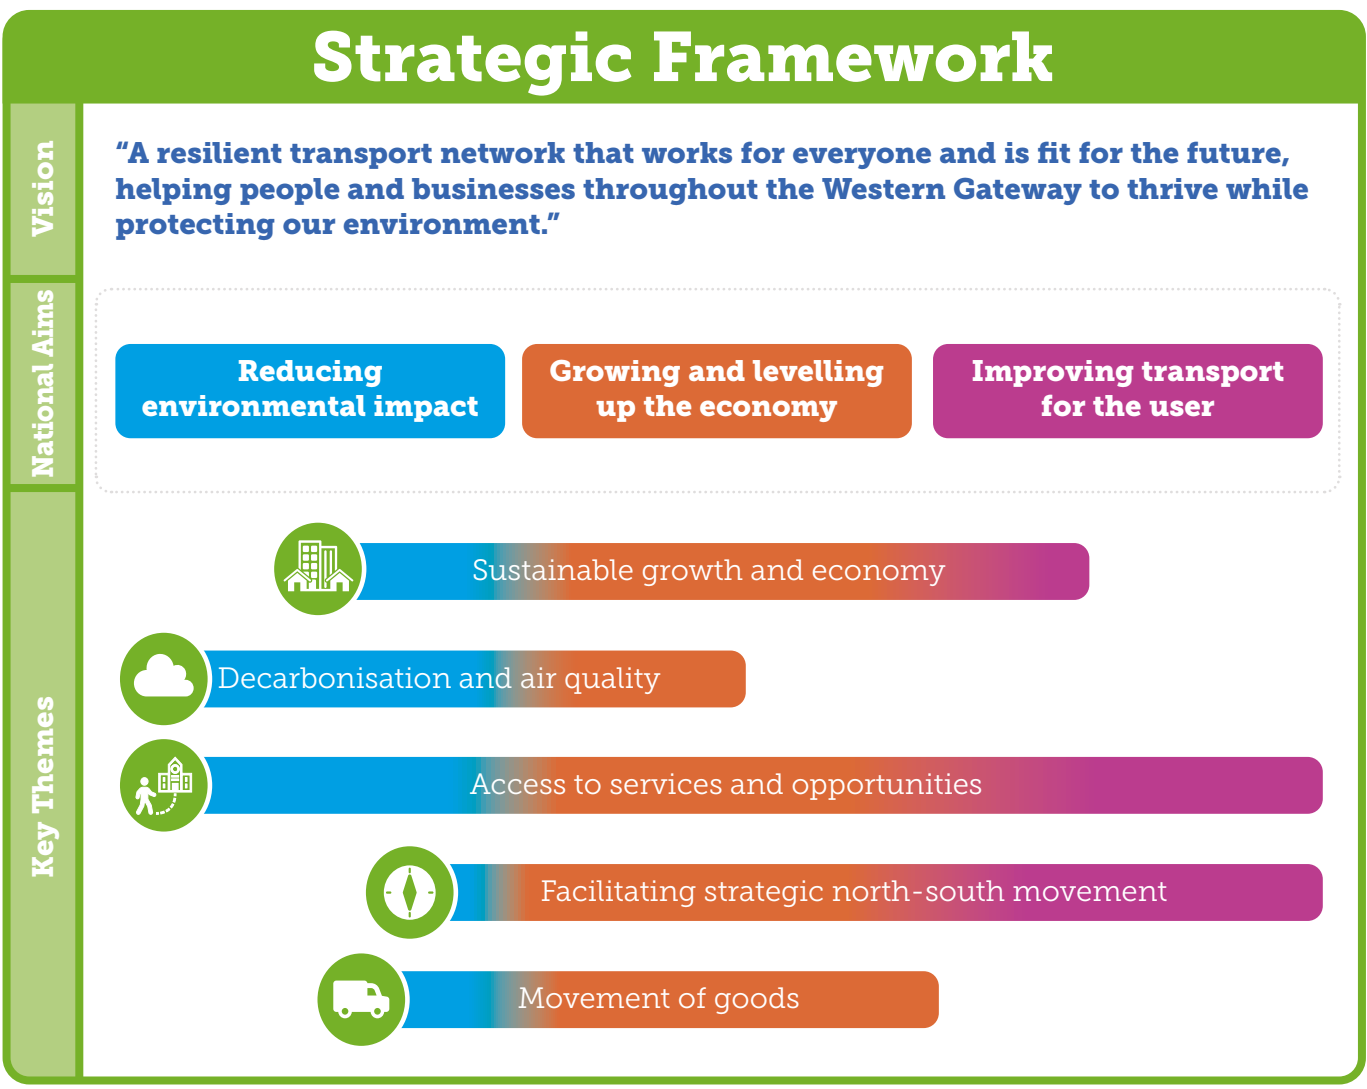 Strategic Framework
Vision
“A resilient transport network that works for everyone and is fit for the future,
helping people and businesses throughout the Western Gateway to thrive while
protecting our environment.”
National Aims
Reducing
environmental impact
Growing and levelling
up the economy
Improving transport
for the user
Key Themes
Sustainable growth and economy
Decarbonisation and air quality
Access to services and opportunities
Facilitating strategic north-south movement
Movement of goods